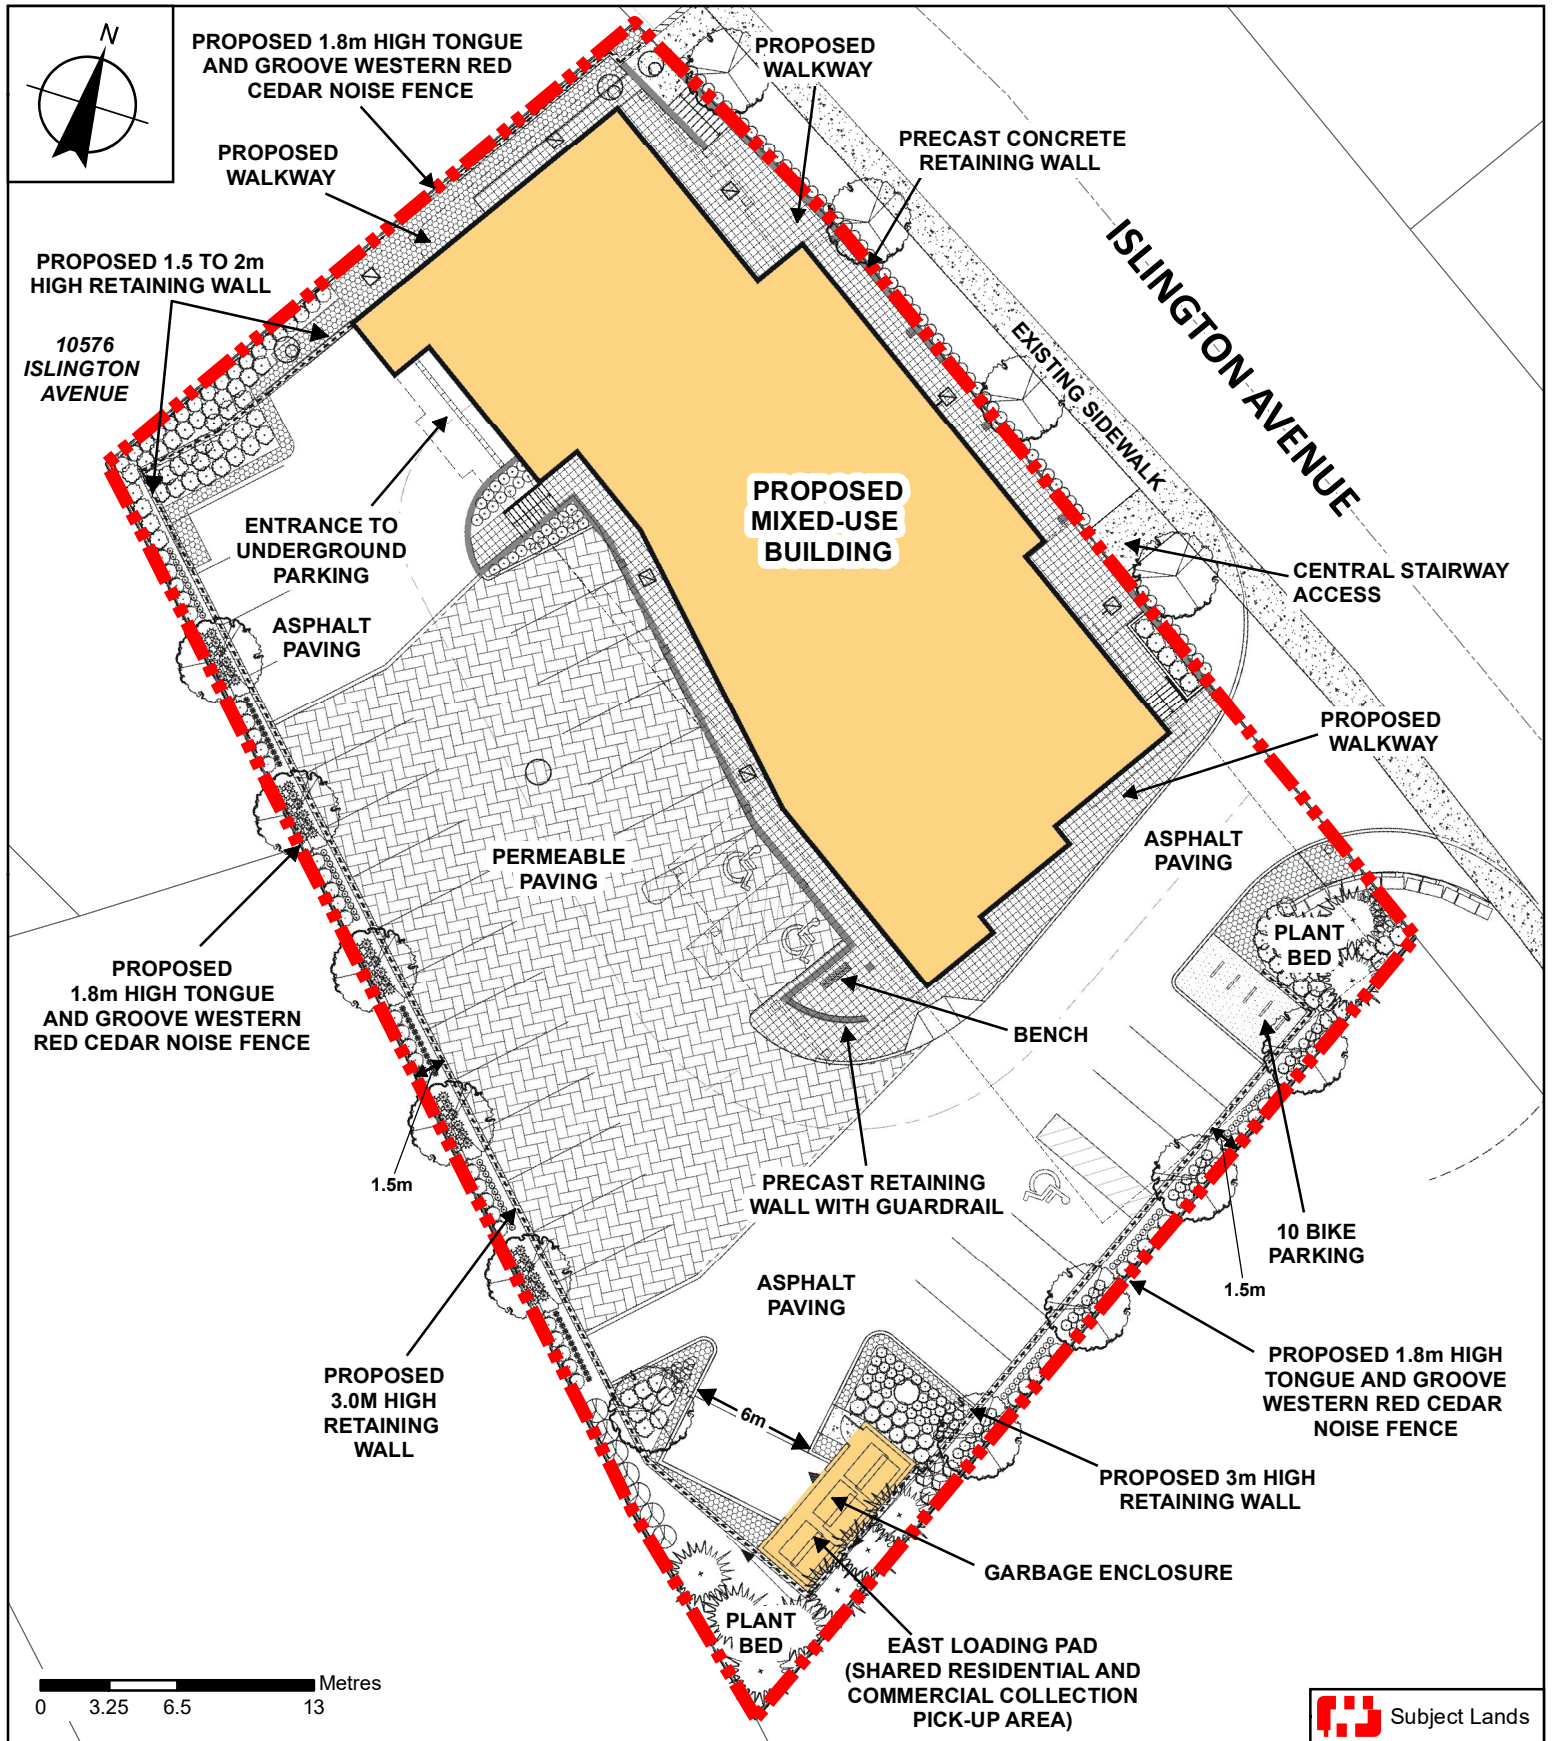 N
PROPOSED 1.8m HIGH TONGUE
AND GROOVE WESTERN RED
CEDAR NOISE FENCE
PROPOSED
WALKWAY
PROPOSED
WALKWAY
PRECAST CONCRETE
RETAINING WALL
PROPOSED 1.5 TO 2m
HIGH RETAINING WALL
10576
ISLINGTON
AVENUE
ISLINGTON AVENUE
EXISTING SIDEWALK
PROPOSED
MIXED-USE
BUILDING
ENTRANCE TO
UNDERGROUND
PARKING
CENTRAL STAIRWAY
ACCESS
ASPHALT
PAVING
PROPOSED
WALKWAY
ASPHALT
PAVING
PERMEABLE
PAVING
PLANT
BED
PROPOSED
1.8m HIGH TONGUE
AND GROOVE WESTERN
RED CEDAR NOISE FENCE
BENCH
1.5m
PRECAST RETAINING
WALL WITH GUARDRAIL
10 BIKE
PARKING
1.5m
ASPHALT
PAVING
PROPOSED
3.0M HIGH
RETAINING
WALL
PROPOSED 1.8m HIGH
TONGUE AND GROOVE
WESTERN RED CEDAR
NOISE FENCE
6m
PROPOSED 3m HIGH
RETAINING WALL
GARBAGE ENCLOSURE
PLANT
BED
EAST LOADING PAD
(SHARED RESIDENTIAL AND
COMMERCIAL COLLECTION
PICK-UP AREA)
Metres
0 3.25 6.5 13
Subject Lands